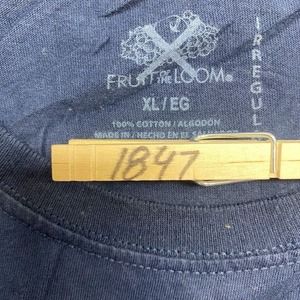 FRUIT OF THE LOOM®
XL/EG
100% COTTON/ALGODON
MADE IN/HECHO EN EL SALVADOR
IRREGUL
1847